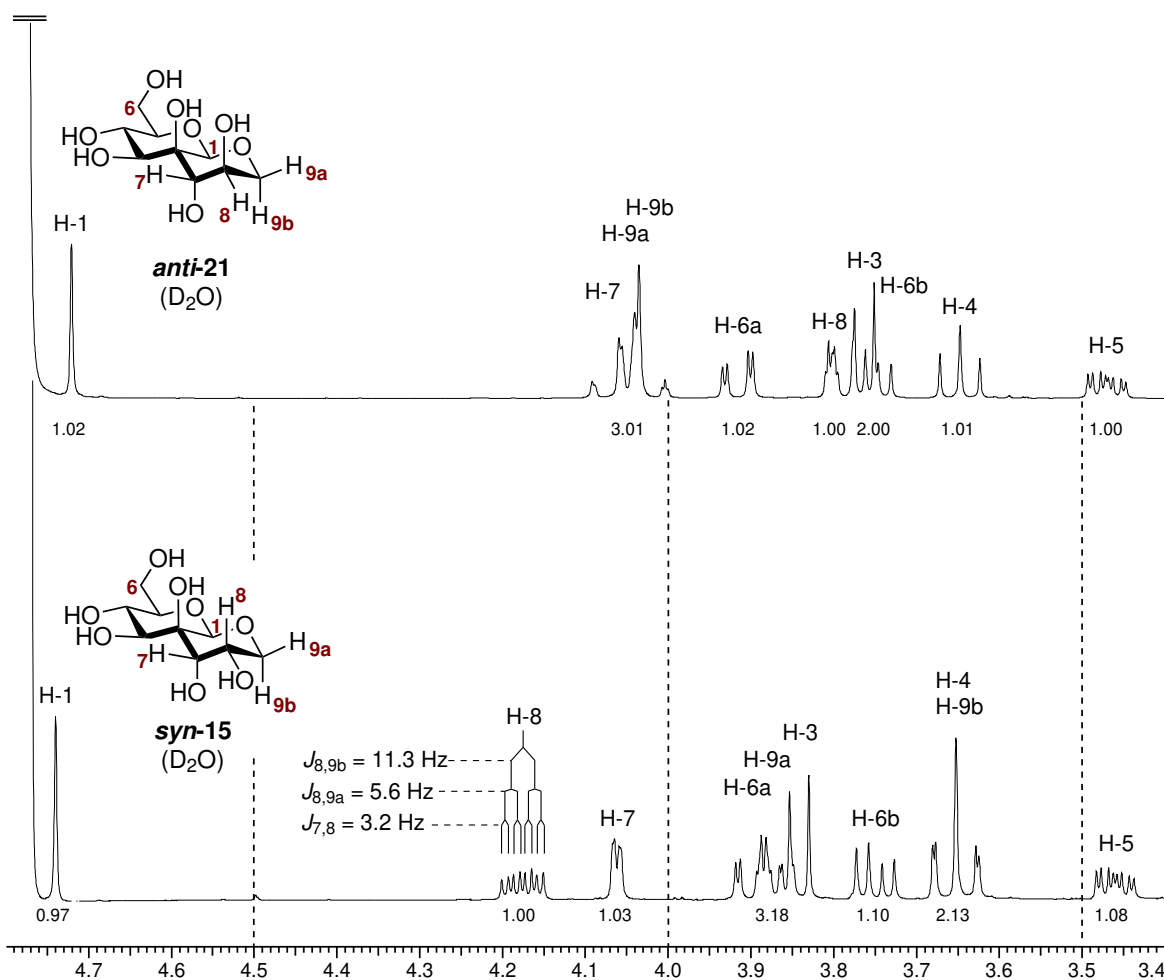 OH
6
OH
OH
HO
O
O
HO
1
H
H
9a
7
H
8
H
9b
HO
anti-21
(D2O)
H-1
H-9b
H-9a
H-7
H-6a
H-8
H-3
H-6b
H-4
H-5
1.02
3.01
1.02
1.00
2.00
1.01
1.00
OH
6
OH
H
8
HO
O
O
HO
1
H
H
9a
7
HO
HO
H
9b
syn-15
(D2O)
H-1
H-8
J8,9b = 11.3 Hz
J8,9a = 5.6 Hz
J7,8 = 3.2 Hz
H-7
H-3
H-9a
H-6a
H-6b
H-4
H-9b
H-5
0.97
1.00
1.03
3.18
1.10
2.13
1.08
4.7 4.6 4.5 4.4 4.3 4.2 4.1 4.0 3.9 3.8 3.7 3.6 3.5 3.4